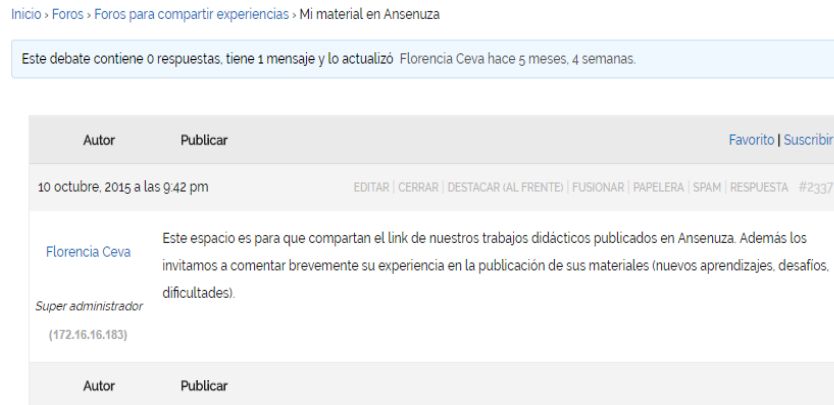 Inicio › Foros › Foros para compartir experiencias › Mi material en Ansenuza
Este debate contiene 0 respuestas, tiene 1 mensaje y lo actualizó Florencia Ceva hace 5 meses, 4 semanas.
Autor Publicar Favorito | Suscribir
10 octubre, 2015 a las 9:42 pm EDITAR | CERRAR | DESTACAR (AL FRENTE) | FUSIONAR | PAPELERA | SPAM | RESPUESTA #2337
Florencia Ceva
Super administrador
(172.16.16.183)
Este espacio es para que compartan el link de nuestros trabajos didácticos publicados en Ansenuza. Además los
invitamos a comentar brevemente su experiencia en la publicación de sus materiales (nuevos aprendizajes, desafíos,
dificultades).
Autor Publicar